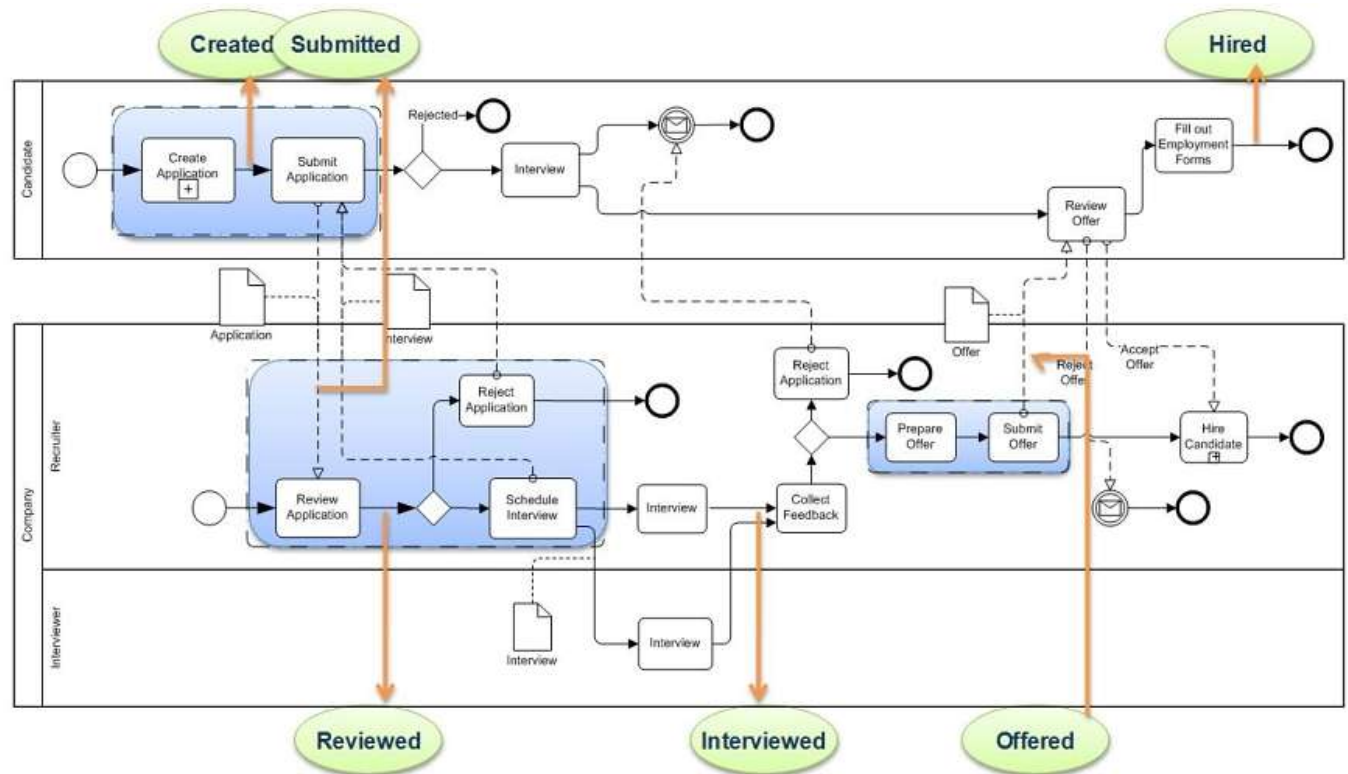 Created
Submitted
Hired
Candidate
Create
Application
Submit
Application
Rejected
Interview
Fill out
Employment
Forms
Review
Offer
Application
Interview
Offer
Reject
Offer
Accept
Offer
Company
Recruiter
Reject
Application
Reject
Application
Prepare
Offer
Submit
Offer
Hire
Candidate
Review
Application
Schedule
Interview
Interview
Collect
Feedback
Interviewer
Interview
Interview
Reviewed
Interviewed
Offered